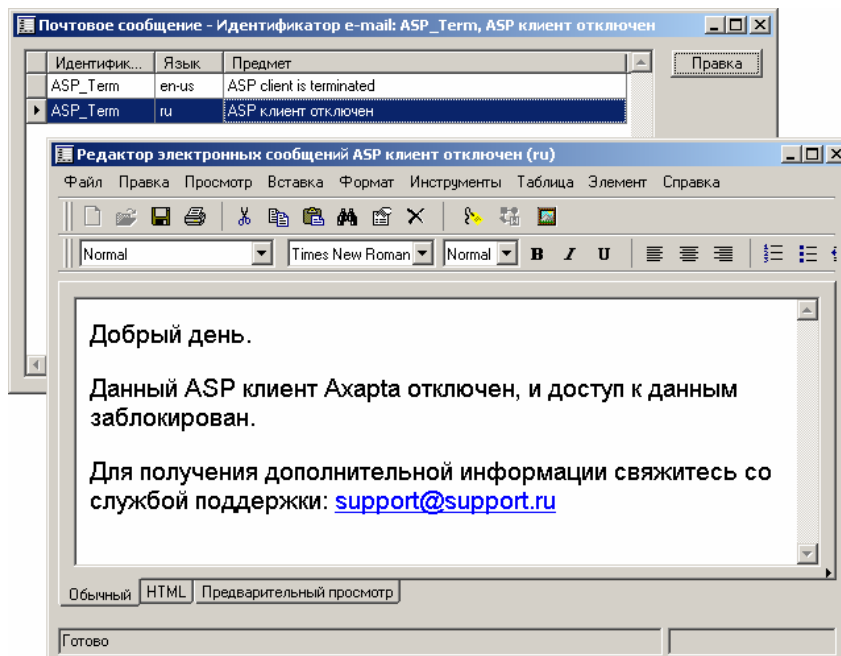 Почтовое сообщение - Идентификатор e-mail: ASP_Term, ASP клиент отключен
Идентифик... Язык Предмет Правка
ASP_Term en-us ASP client is terminated
ASP_Term ru ASP клиент отключен
Редактор электронных сообщений ASP клиент отключен (ru)
Файл Правка Просмотр Вставка Формат Инструменты Таблица Элемент Справка
Normal Times New Roman Normal B I U
Добрый день.
Данный ASP клиент Axapta отключен, и доступ к данным
заблокирован.
Для получения дополнительной информации свяжитесь со
службой поддержки: support@support.ru
Обычный HTML Предварительный просмотр
Готово